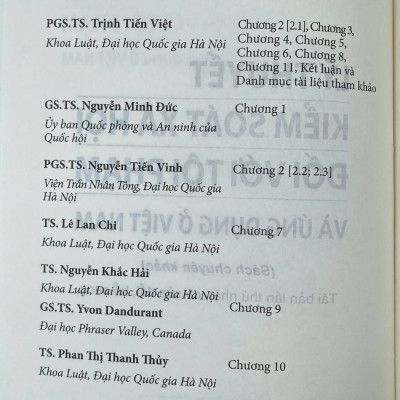 PGS.TS. Trịnh Tiến Việt
Khoa Luật, Đại học Quốc gia Hà Nội
Chương 2 [2.1], Chương 3,
Chương 4, Chương 5,
Chương 6, Chương 8,
Chương 11, Kết luận và
Danh mục tài liệu tham khảo
GS.TS. Nguyễn Minh Đức
Ủy ban Quốc phòng và An ninh của
Quốc hội
Chương 1
PGS.TS. Nguyễn Tiến Vinh
Viện Trần Nhân Tông, Đại học Quốc gia
Hà Nội
Chương 2 [2.2; 2.3]
TS. Lê Lan Chi
Khoa Luật, Đại học Quốc gia Hà Nội
Chương 7
TS. Nguyễn Khắc Hải
Khoa Luật, Đại học Quốc gia Hà Nội
GS.TS. Yvon Dandurant
Đại học Phraser Valley, Canada
Chương 9
TS. Phan Thị Thanh Thủy
Khoa Luật, Đại học Quốc gia Hà Nội
Chương 10